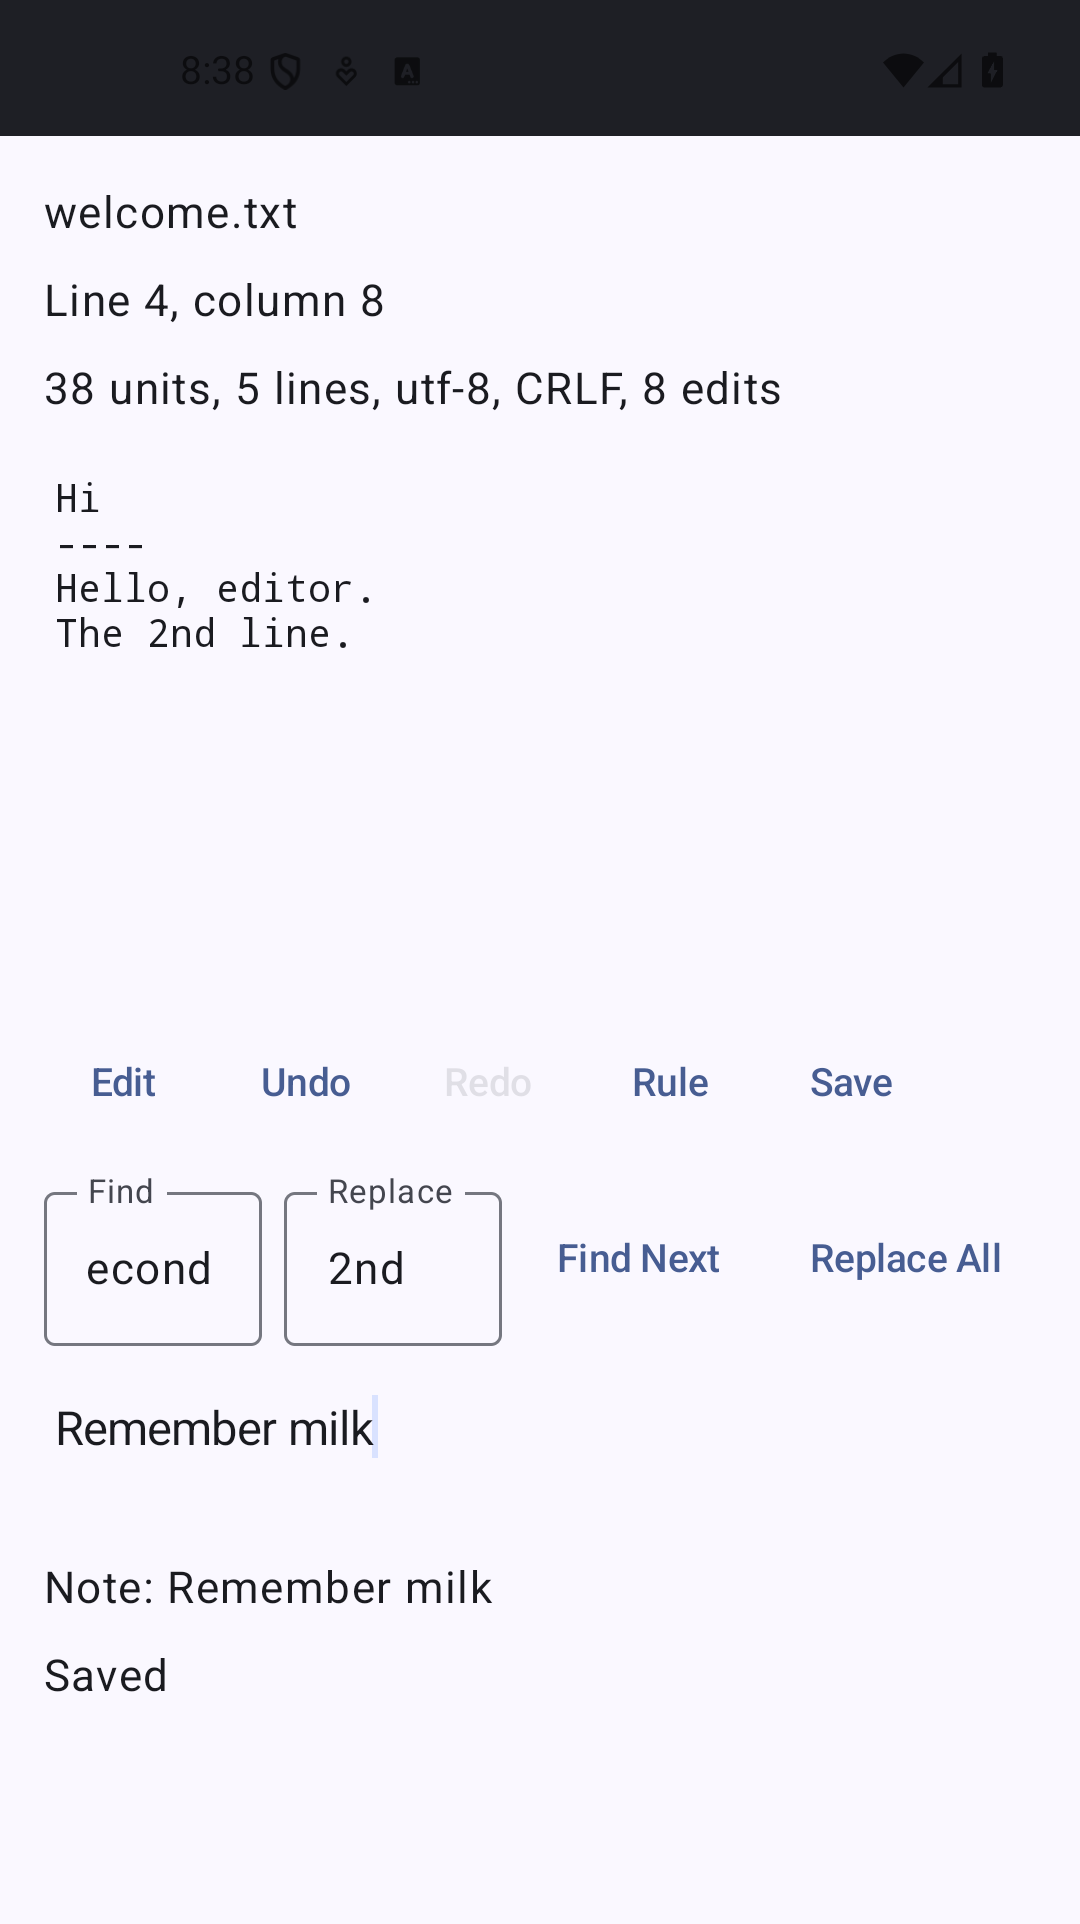 8:38
welcome.txt
Line 4, column 8
38 units, 5 lines, utf-8, CRLF, 8 edits
Hi
----
Hello, editor.
The 2nd line.
Edit Undo Redo Rule Save
Find Replace
econd 2nd Find Next Replace All
Remember milk
Note: Remember milk
Saved